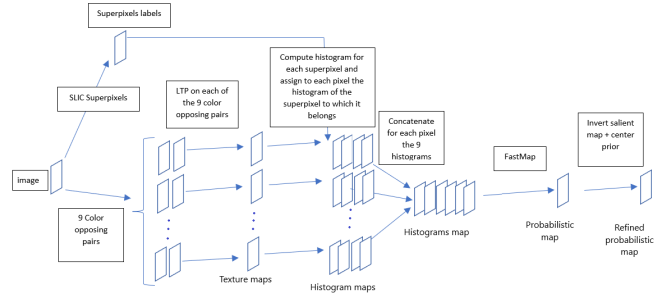 Superpixels labels
SLIC Superpixels
LTP on each of
the 9 color
opposing pairs
Compute histogram for
each superpixel and
assign to each pixel the
histogram of the
superpixel to which it
belongs
Concatenate
for each pixel
the 9
histograms
FastMap
Invert salient
map + center
prior
image
9 Color
opposing
pairs
Texture maps
Histogram maps
Histograms map
Probabilistic
map
Refined
probabilistic
map